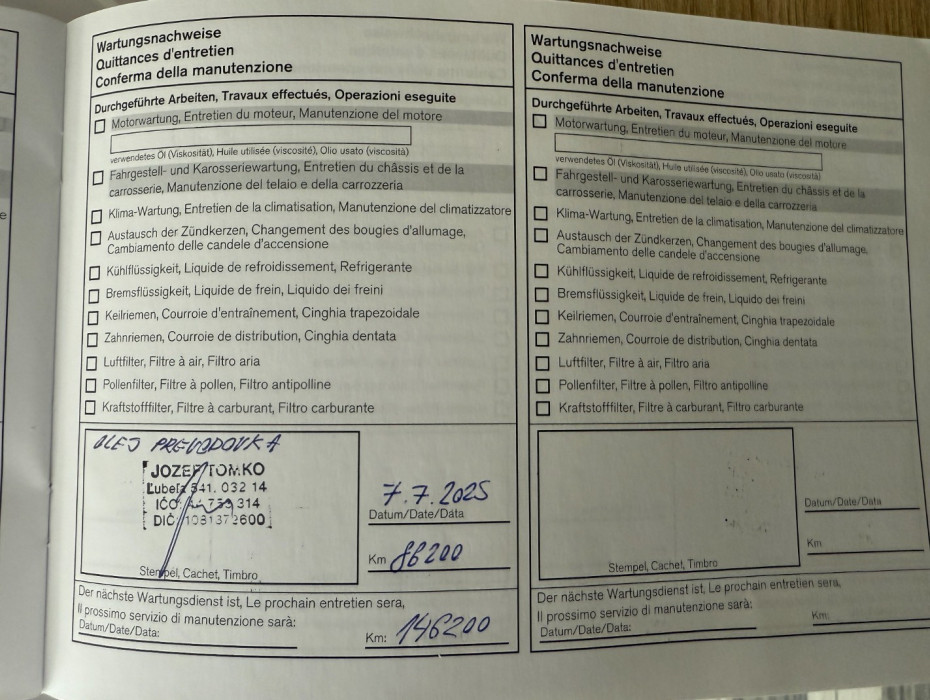 Wartungsnachweise
Quittances d'entretien
Conferma della manutenzione
Durchgeführte Arbeiten, Travaux effectués, Operazioni eseguite
Motorwartung, Entretien du moteur, Manutenzione del motore
verwendetes Öl (Viskosität), Huile utilisée (viscosité), Olio usato (viscosità)
Fahrgestell- und Karosseriewartung, Entretien du châssis et de la
carrosserie, Manutenzione del telaio e della carrozzeria
Klima-Wartung, Entretien de la climatisation, Manutenzione del climatizzatore
Austausch der Zündkerzen, Changement des bougies d'allumage,
Cambiamento delle candele d'accensione
Kühlflüssigkeit, Liquide de refroidissement, Refrigerante
Bremsflüssigkeit, Liquide de frein, Liquido dei freini
Keilriemen, Courroie d'entraînement, Cinghia trapezoidale
Zahnriemen, Courroie de distribution, Cinghia dentata
Luftfilter, Filtre à air, Filtro aria
Pollenfilter, Filtre à pollen, Filtro antipolline
Kraftstofffilter, Filtre à carburant, Filtro carburante
OLEJ PREVODOVKA
JOZEF TOMKO
Ľubeľa 341, 032 14
IČO: 314
DIČ: 1031372600
Stempel, Cachet, Timbro
7.7.2025
Datum/Date/Data
Km 86200
Der nächste Wartungsdienst ist, Le prochain entretien sera,
Il prossimo servizio di manutenzione sarà:
Datum/Date/Data:
Km: 146200
Wartungsnachweise
Quittances d'entretien
Conferma della manutenzione
Durchgeführte Arbeiten, Travaux effectués, Operazioni eseguite
Motorwartung, Entretien du moteur, Manutenzione del motore
verwendetes Öl (Viskosität), Huile utilisée (viscosité), Olio usato (viscosità)
Fahrgestell- und Karosseriewartung, Entretien du châssis et de la
carrosserie, Manutenzione del telaio e della carrozzeria
Klima-Wartung, Entretien de la climatisation, Manutenzione del climatizzatore
Austausch der Zündkerzen, Changement des bougies d'allumage,
Cambiamento delle candele d'accensione
Kühlflüssigkeit, Liquide de refroidissement, Refrigerante
Bremsflüssigkeit, Liquide de frein, Liquido dei freini
Keilriemen, Courroie d'entraînement, Cinghia trapezoidale
Zahnriemen, Courroie de distribution, Cinghia dentata
Luftfilter, Filtre à air, Filtro aria
Pollenfilter, Filtre à pollen, Filtro antipolline
Kraftstofffilter, Filtre à carburant, Filtro carburante
Stempel, Cachet, Timbro
Datum/Date/Data
Km
Der nächste Wartungsdienst ist, Le prochain entretien sera,
Il prossimo servizio di manutenzione sarà:
Datum/Date/Data:
Km: